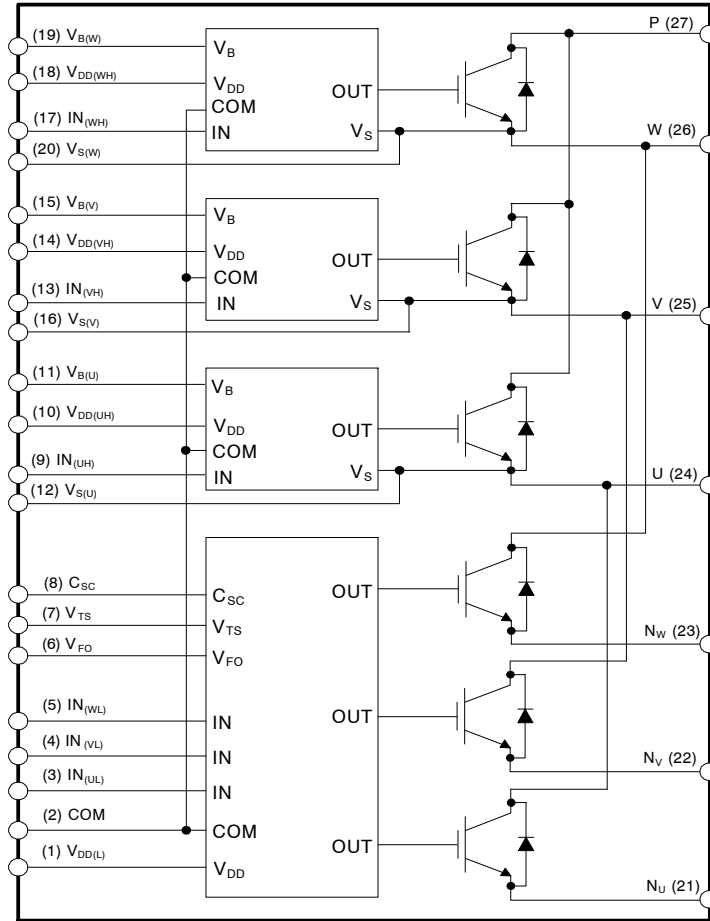 (19) VB(W)
VB
P (27)
(18) VDD(WH)
VDD
OUT
COM
(17) IN(WH)
IN
VS
W (26)
(20) VS(W)
(15) VB(V)
VB
(14) VDD(VH)
VDD
OUT
COM
(13) IN(VH)
IN
VS
V (25)
(16) VS(V)
(11) VB(U)
VB
(10) VDD(UH)
VDD
OUT
COM
(9) IN(UH)
IN
VS
U (24)
(12) VS(U)
(8) CSC
CSC
OUT
(7) VTS
VTS
(6) VFO
VFO
NW (23)
(5) IN(WL)
IN
OUT
(4) IN(VL)
IN
NV (22)
(3) IN(UL)
IN
(2) COM
COM
OUT
(1) VDD(L)
VDD
NU (21)